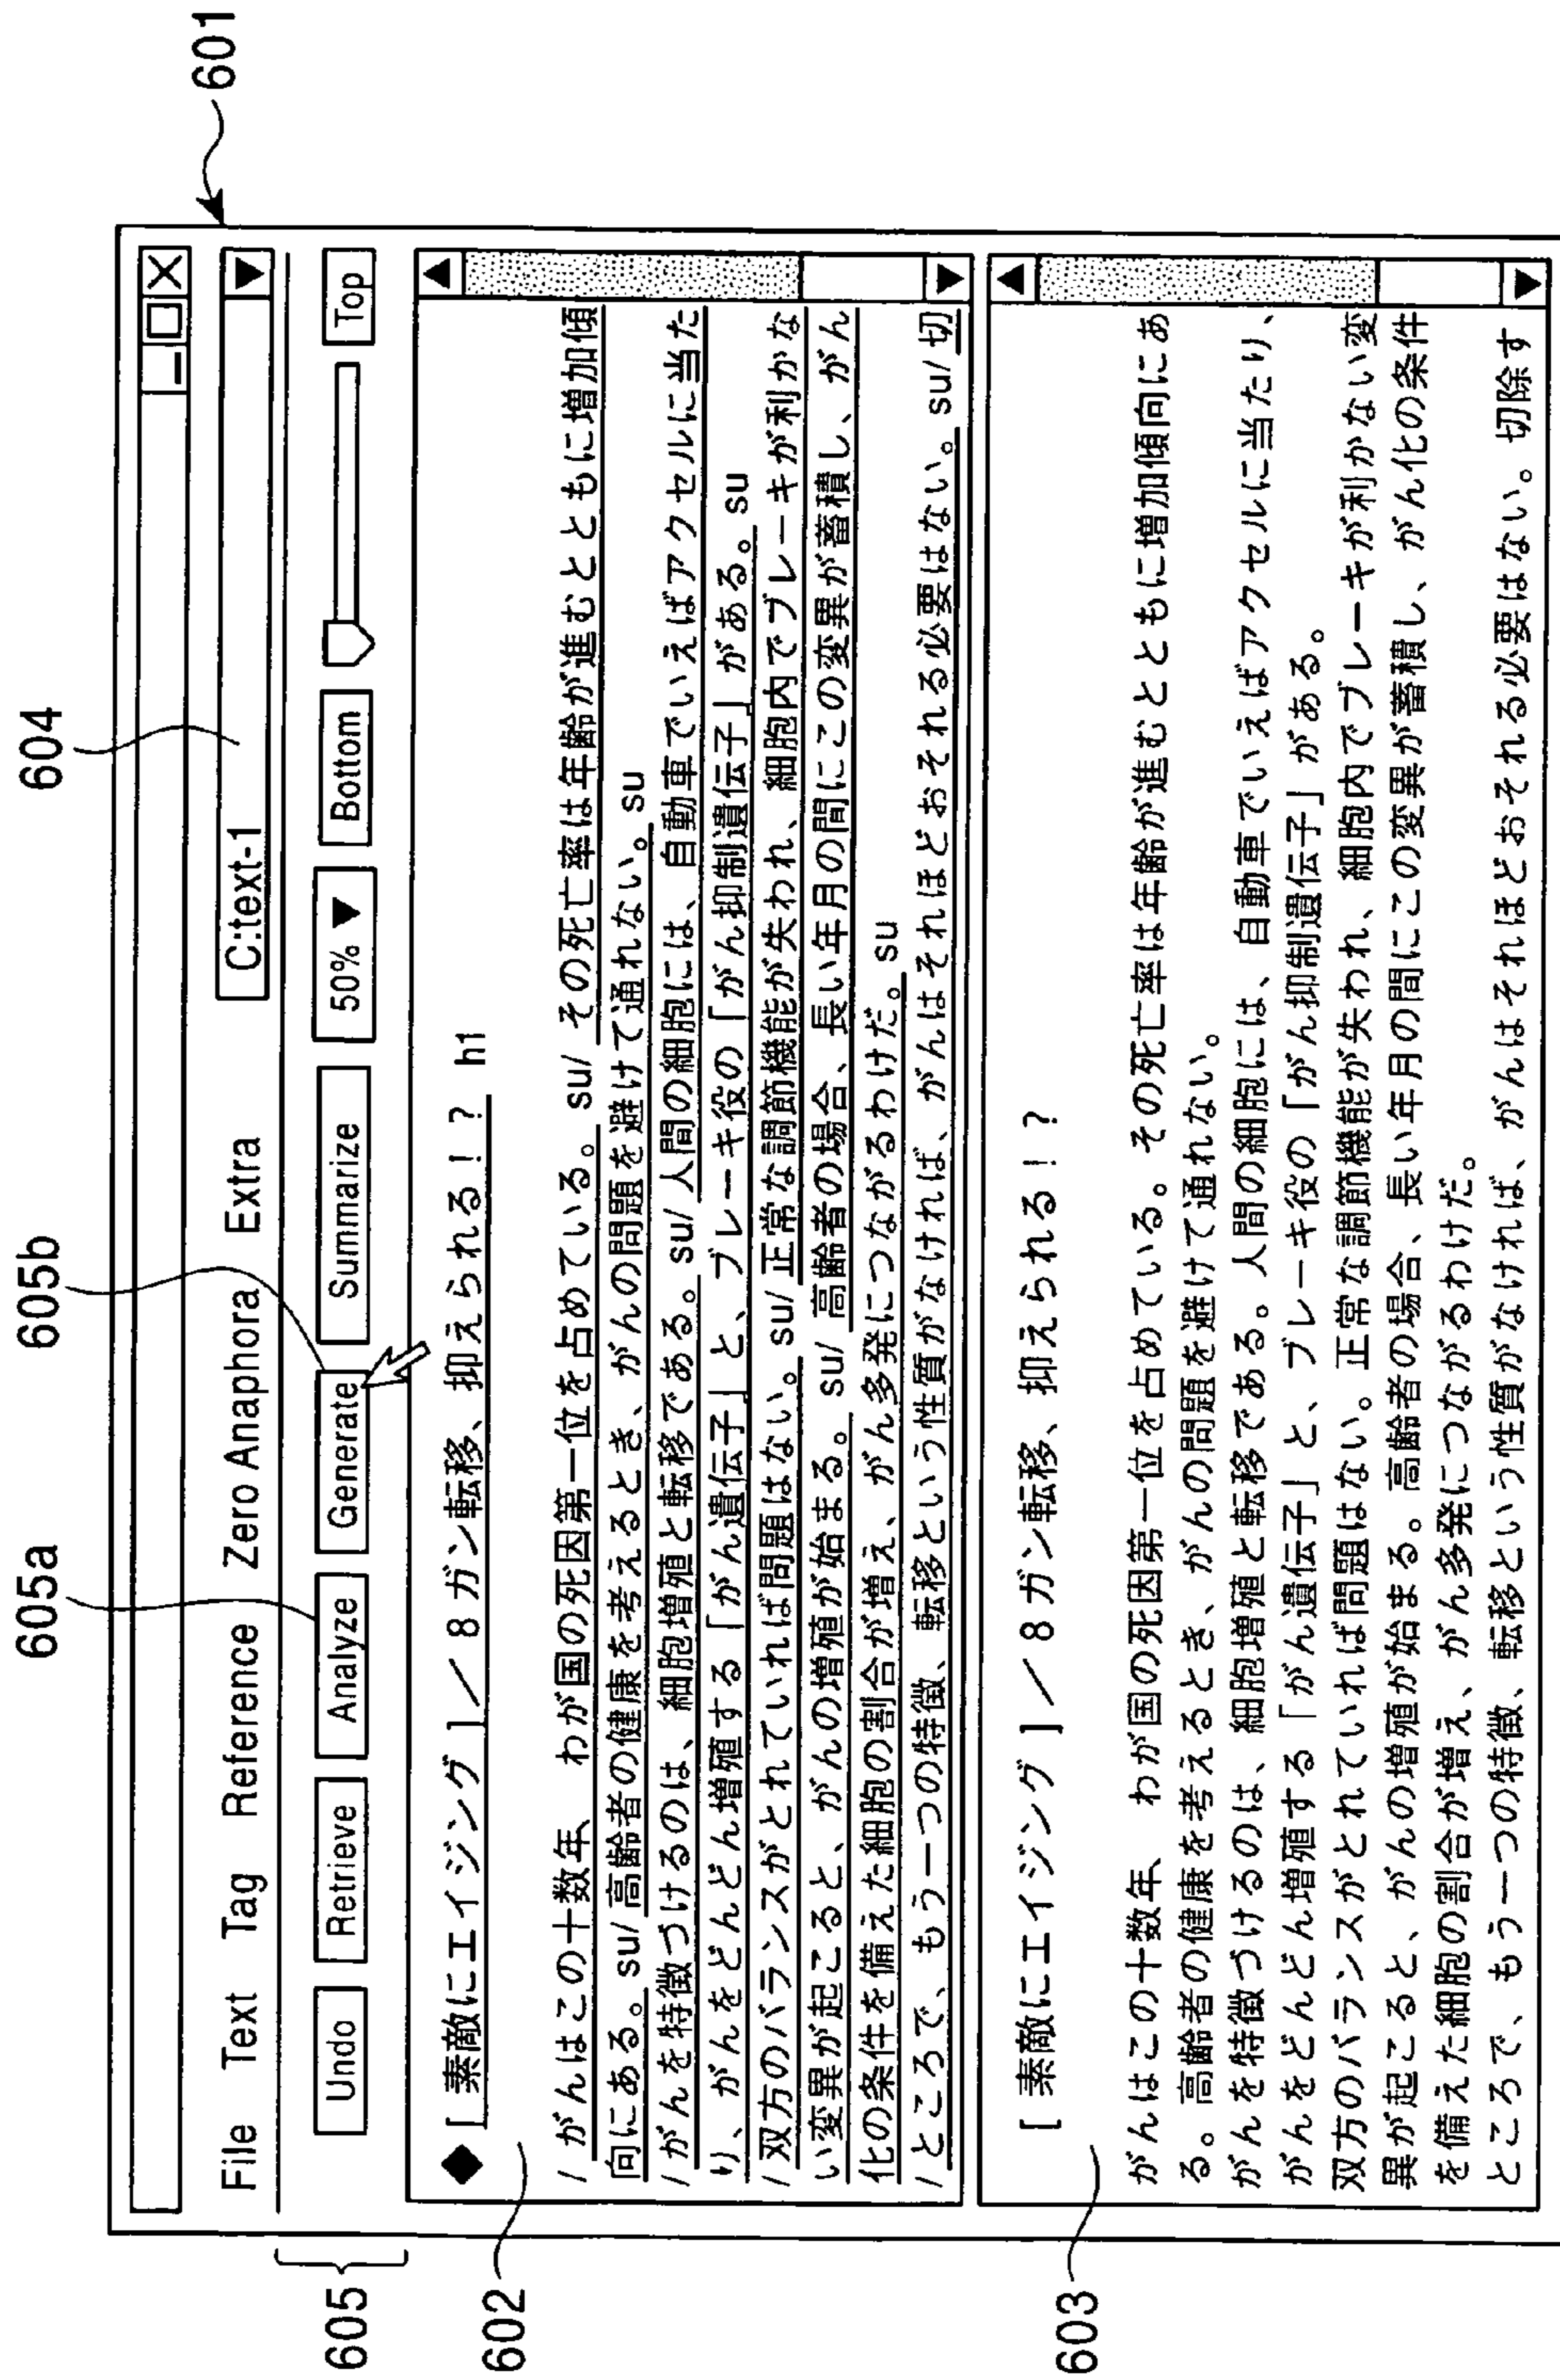 601
604
605a
605b
605
602
603
C:text-1
File Text Tag Reference Zero Anaphora Extra
Undo Retrieve Analyze Generate Summarize 50% ▼ Bottom Top
◆[素敵にエイジング]／8ガン転移、抑えられる！？ h1
/がんはこの十数年、わが国の死因第一位を占めている。su/その死亡率は年齢が進むとともに増加傾
向にある。su/高齢者の健康を考えるとき、がんの問題を避けて通れない。su
/がんを特徴づけるのは、細胞増殖と転移である。su/人間の細胞には、自動車でいえばアクセルに当た
り、がんをどんどん増殖する「がん遺伝子」と、ブレーキ役の「がん抑制遺伝子」がある。su
/双方のバランスがとれていれば問題はない。su/正常な調節機能が失われ、細胞内でブレーキが利かな
い変異が起こると、がんの増殖が始まる。su/高齢者の場合、長い年月の間にこの変異が蓄積し、がん
化の条件を備えた細胞の割合が増え、がん多発につながるわけだ。su
/ところで、もう一つの特徴、転移という性質がなければ、がんはそれほどおそれる必要はない。su/切
[素敵にエイジング]／8ガン転移、抑えられる！？
がんはこの十数年、わが国の死因第一位を占めている。その死亡率は年齢が進むとともに増加傾向にあ
る。高齢者の健康を考えるとき、がんの問題を避けて通れない。
がんを特徴づけるのは、細胞増殖と転移である。人間の細胞には、自動車でいえばアクセルに当たり、
がんをどんどん増殖する「がん遺伝子」と、ブレーキ役の「がん抑制遺伝子」がある。
双方のバランスがとれていれば問題はない。正常な調節機能が失われ、細胞内でブレーキが利かない変
異が起こると、がんの増殖が始まる。高齢者の場合、長い年月の間にこの変異が蓄積し、がん化の条件
を備えた細胞の割合が増え、がん多発につながるわけだ。
ところで、もう一つの特徴、転移という性質がなければ、がんはそれほどおそれる必要はない。切除す